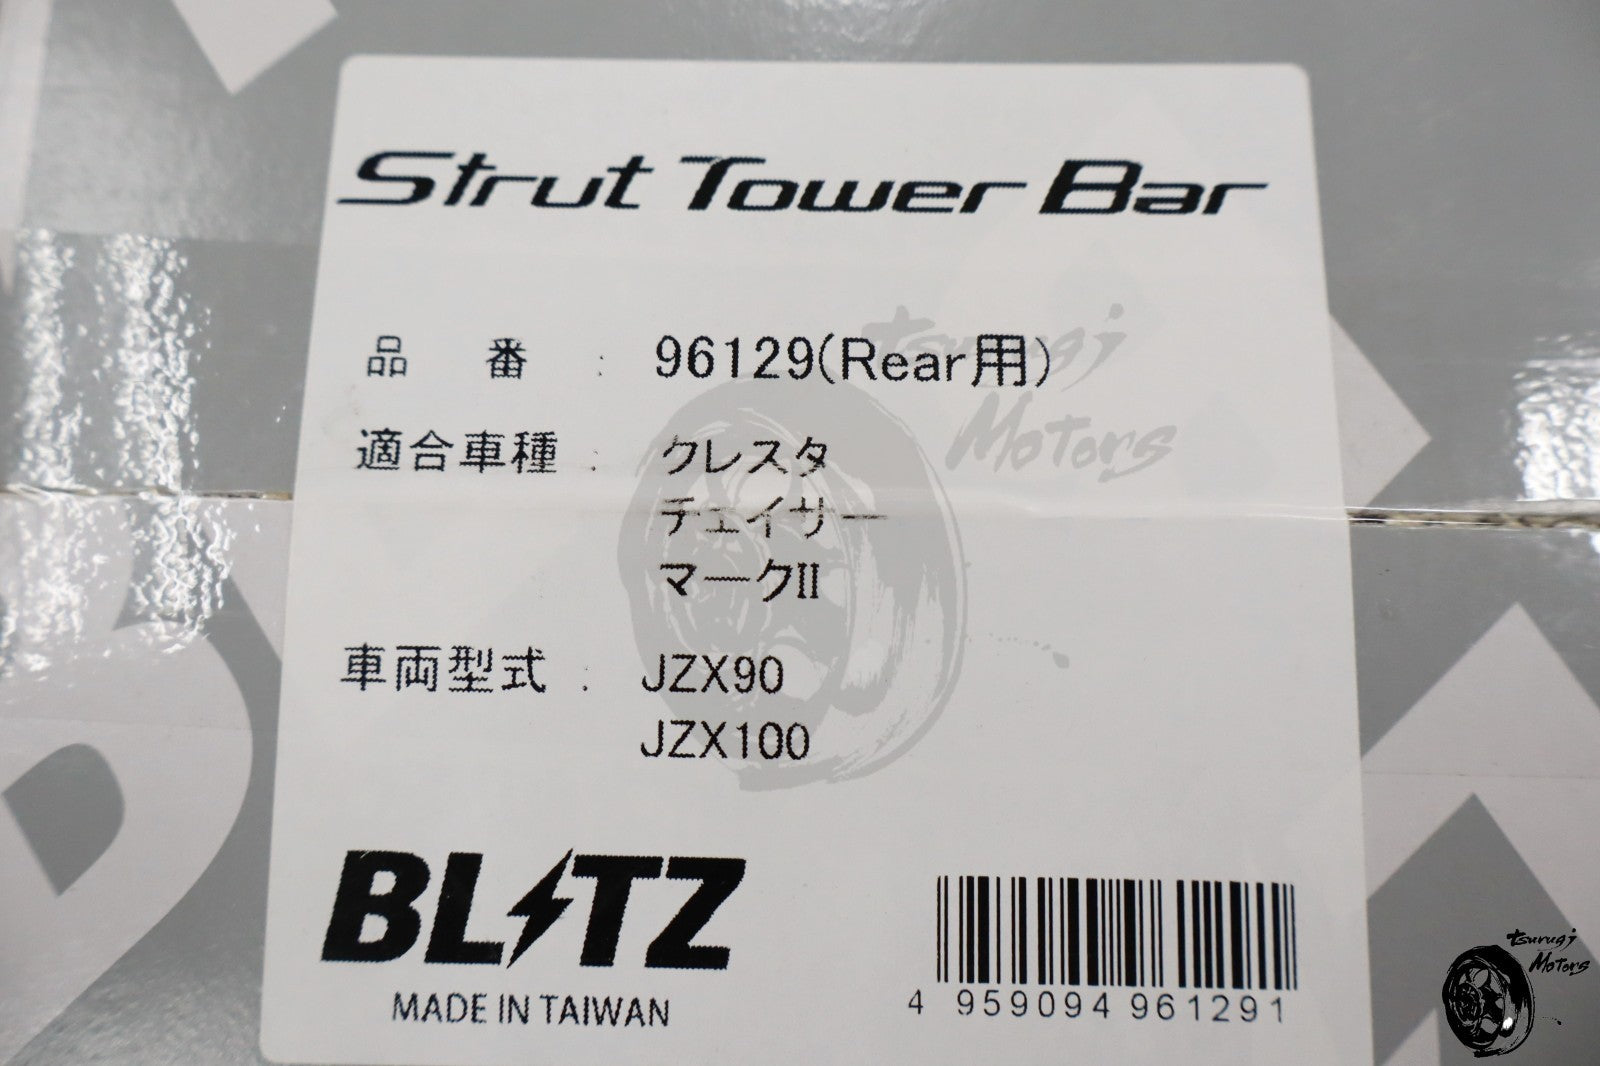 Strut Tower Bar
品 番 : 96129(Rear用)
適合車種 : クレスタ
チェイサー
マークII
車両型式 : JZX90
JZX100
BLITZ
MADE IN TAIWAN
4 959094 961291
tsurugi
Motors
tsurugi
Motors